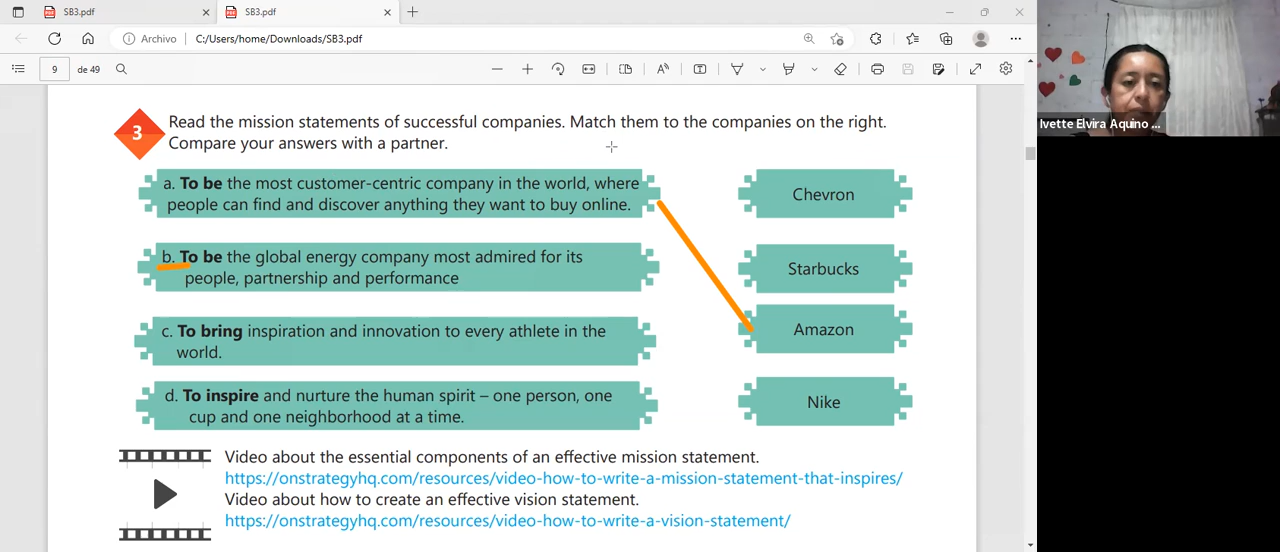 SB3.pdf
SB3.pdf
Archivo
C:/Users/home/Downloads/SB3.pdf
9
de 49
3
Read the mission statements of successful companies. Match them to the companies on the right.
Compare your answers with a partner.
a. To be the most customer-centric company in the world, where
people can find and discover anything they want to buy online.
b. To be the global energy company most admired for its
people, partnership and performance
c. To bring inspiration and innovation to every athlete in the
world.
d. To inspire and nurture the human spirit – one person, one
cup and one neighborhood at a time.
Chevron
Starbucks
Amazon
Nike
Video about the essential components of an effective mission statement.
https://onstrategyhq.com/resources/video-how-to-write-a-mission-statement-that-inspires/
Video about how to create an effective vision statement.
https://onstrategyhq.com/resources/video-how-to-write-a-vision-statement/
Ivette Elvira Aquino ...